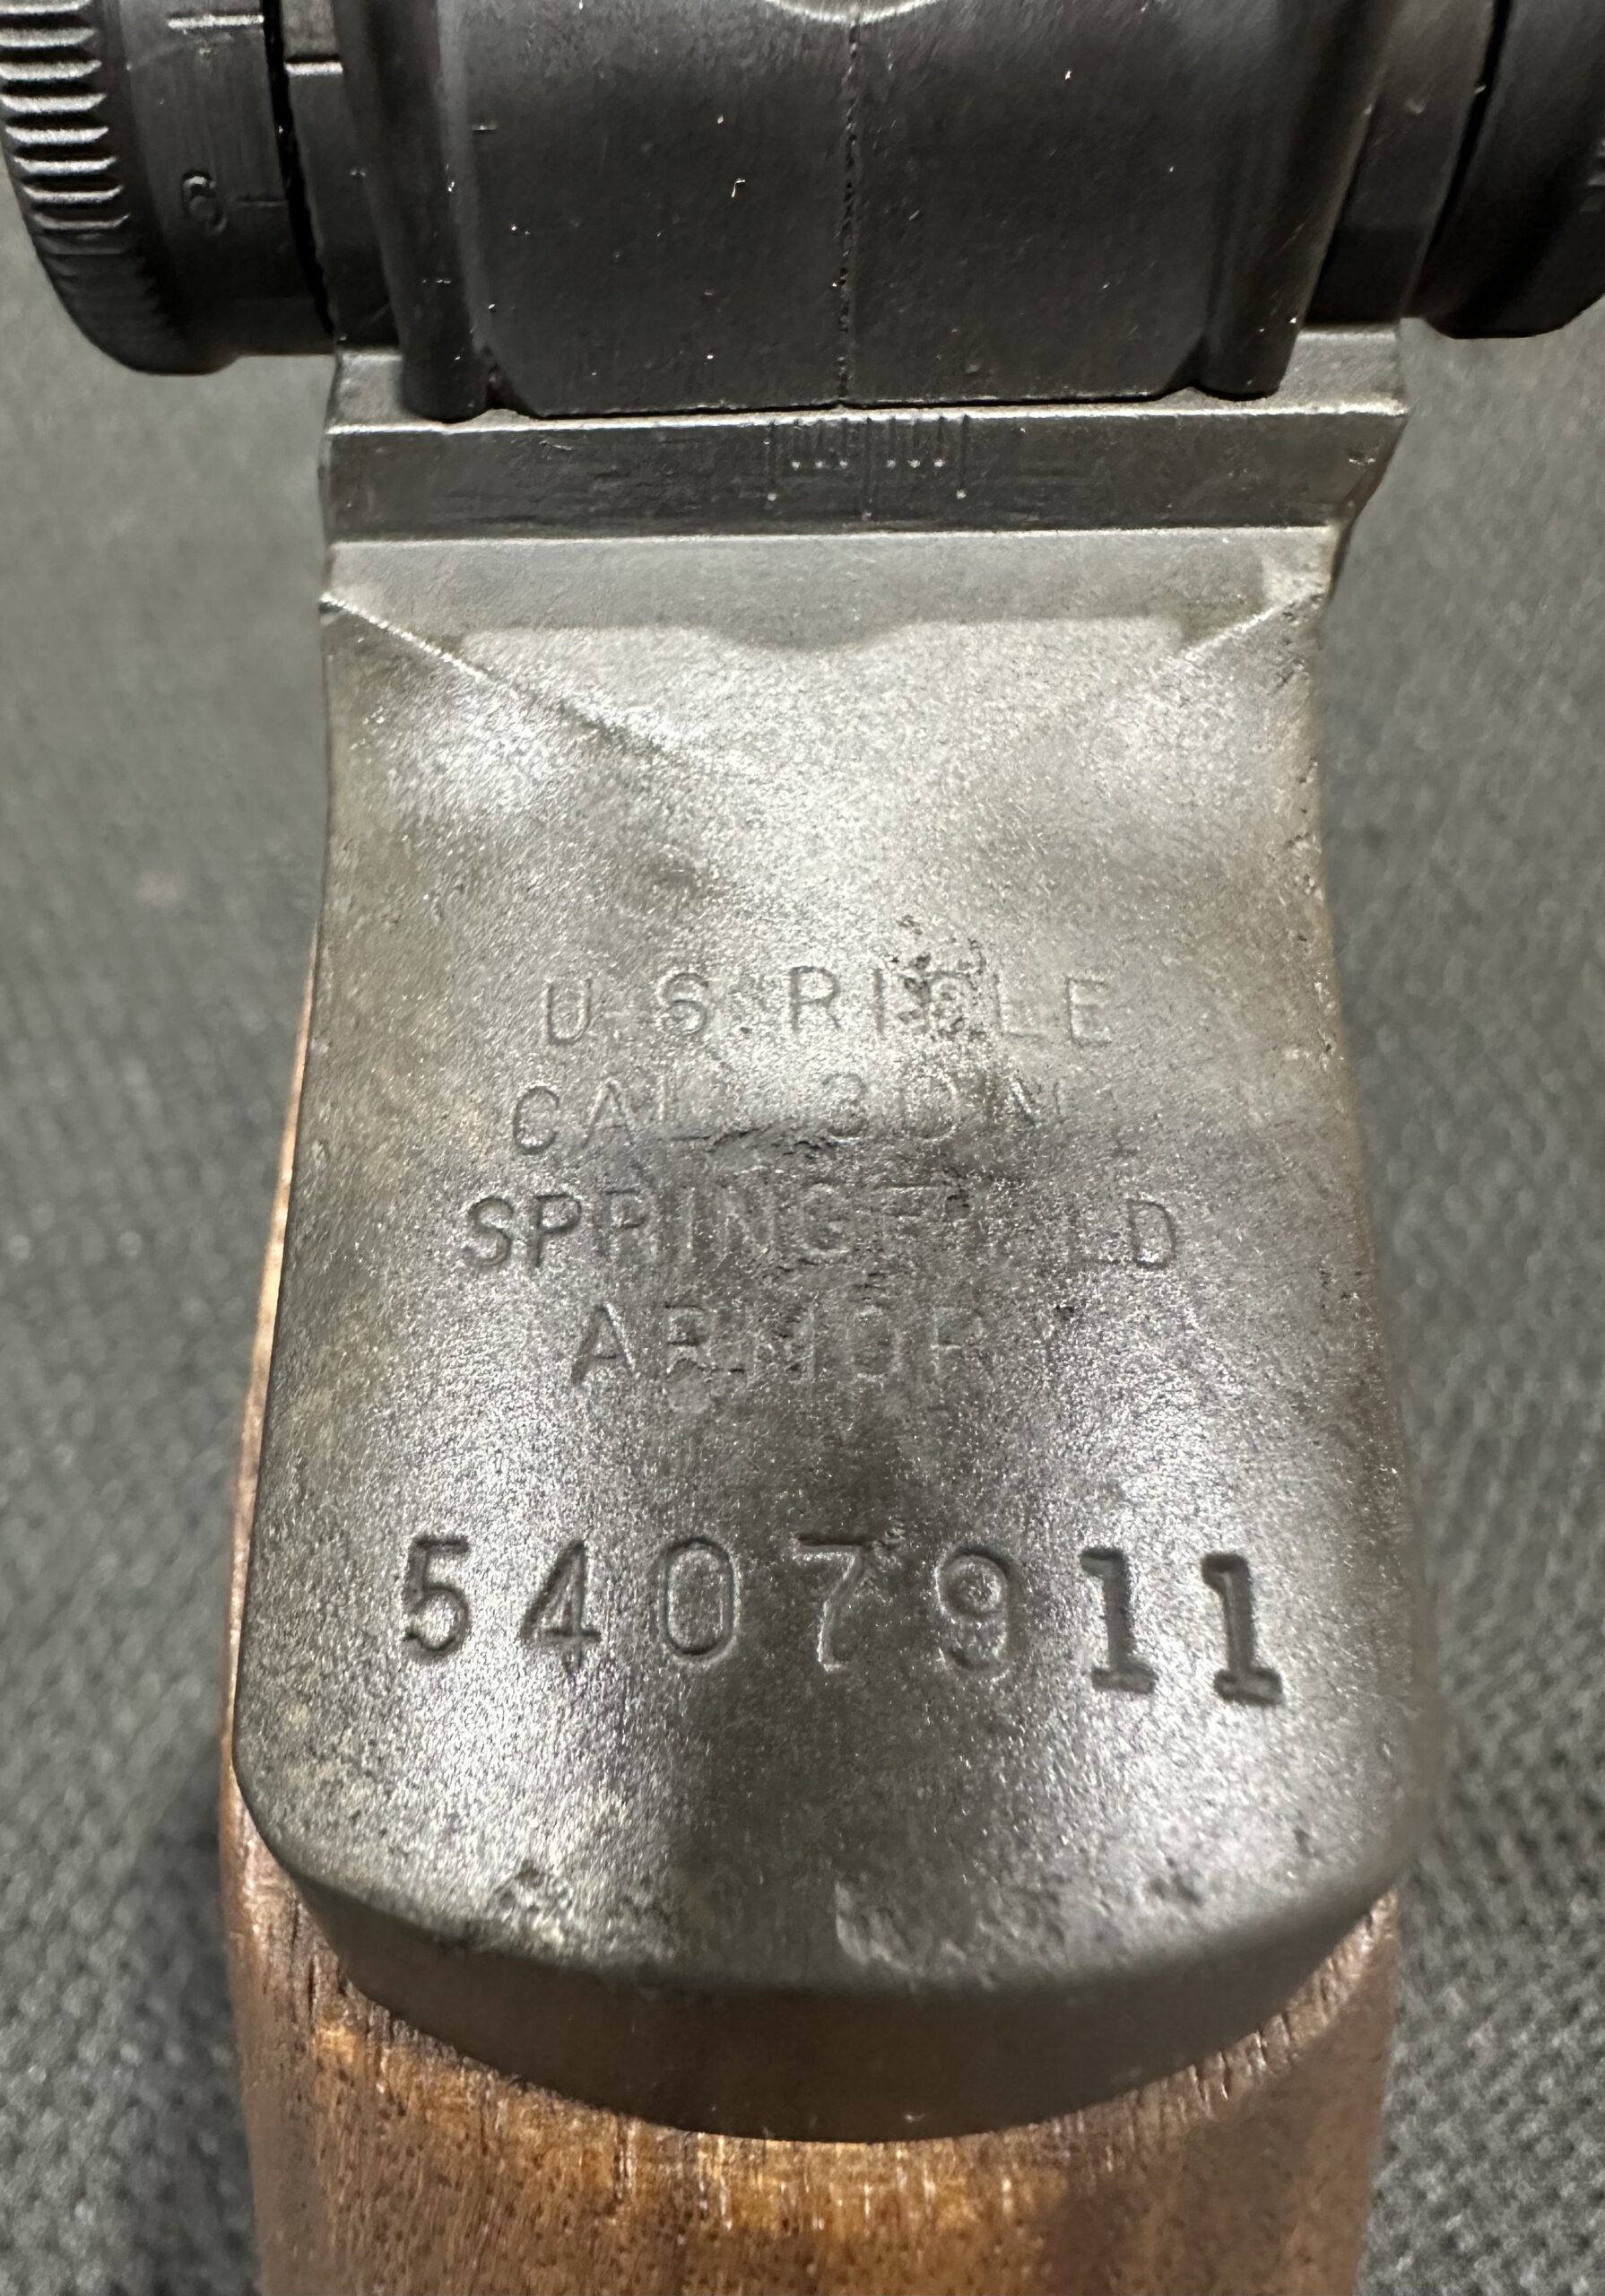 6
U.S. RIFLE
CAL. .30 M1
SPRINGFIELD
ARMORY
5407911